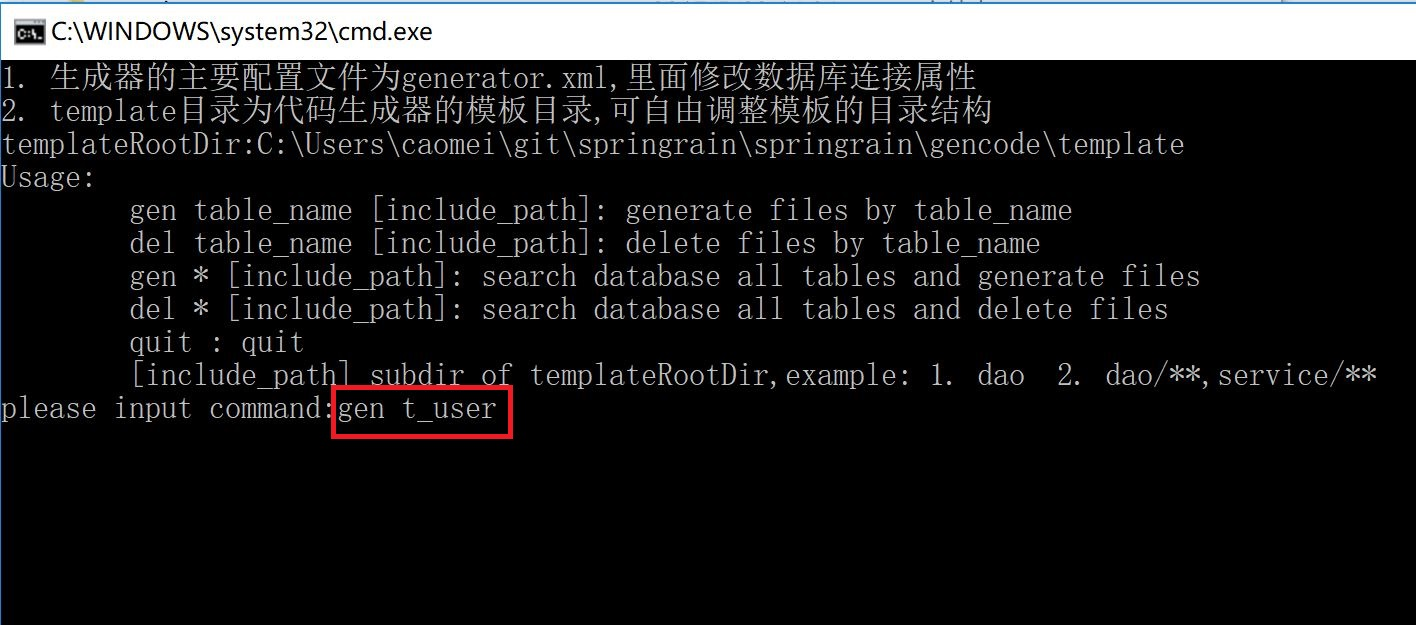 C:\WINDOWS\system32\cmd.exe
1. 生成器的主要配置文件为generator.xml,里面修改数据库连接属性
2. template目录为代码生成器的模板目录,可自由调整模板的目录结构
templateRootDir:C:\Users\caomei\git\springrain\springrain\gencode\template
Usage:
gen table_name [include_path]: generate files by table_name
del table_name [include_path]: delete files by table_name
gen * [include_path]: search database all tables and generate files
del * [include_path]: search database all tables and delete files
quit : quit
[include_path] subdir of templateRootDir,example: 1. dao  2. dao/**,service/**
please input command:gen t_user